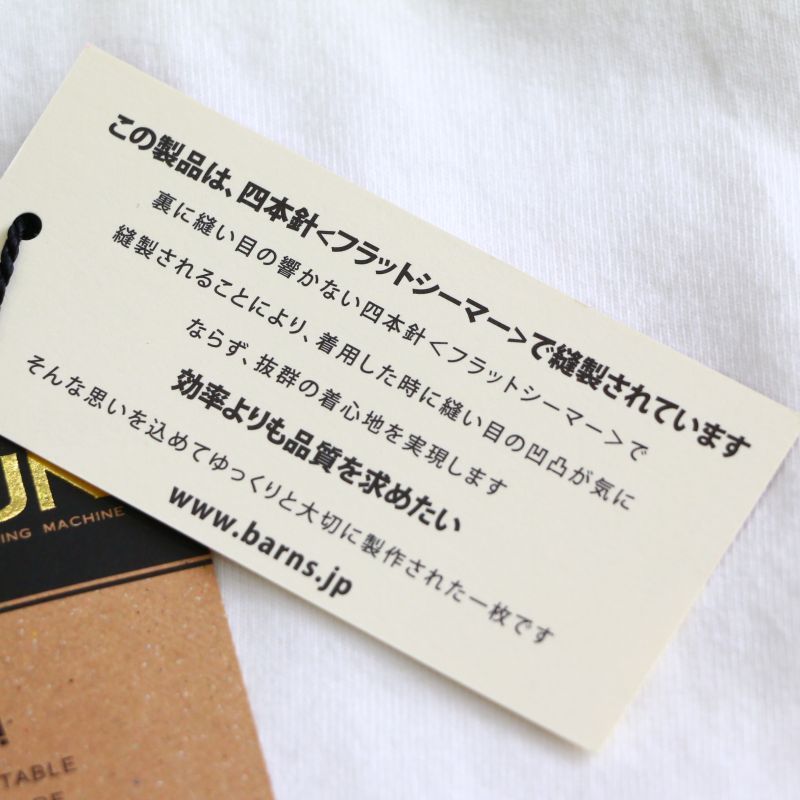 この製品は、四本針<フラットシーマー>で縫製されています
裏に縫い目の響かない四本針<フラットシーマー>で
縫製されることにより、着用した時に縫い目の凹凸が気に
ならず、抜群の着心地を実現します
効率よりも品質を求めたい
そんな思いを込めてゆっくりと大切に製作された一枚です
www.barns.jp
MACHINE
TABLE